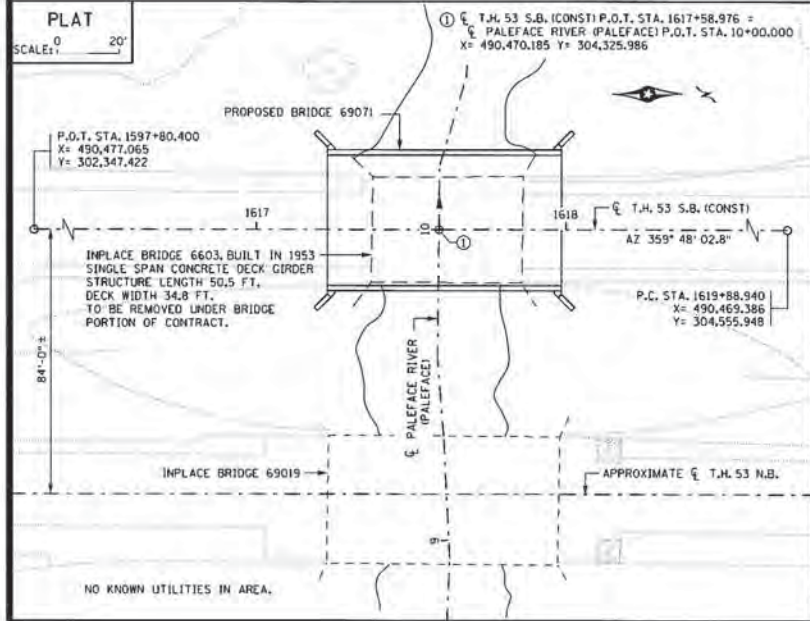 PLAT
SCALE: 0 20'
① ℄ T.H. 53 S.B. (CONST) P.O.T. STA. 1617+58.976 =
℄ PALEFACE RIVER (PALEFACE) P.O.T. STA. 10+00.000
X= 490,470.185 Y= 304,325.986
PROPOSED BRIDGE 69071
P.O.T. STA. 1597+80.400
X= 490,477.065
Y= 302,347.422
1617
1618
℄ T.H. 53 S.B. (CONST)
10
①
AZ 359° 48' 02.8"
INPLACE BRIDGE 6603, BUILT IN 1953
SINGLE SPAN CONCRETE DECK GIRDER
STRUCTURE LENGTH 50.5 FT.
DECK WIDTH 34.8 FT.
TO BE REMOVED UNDER BRIDGE
PORTION OF CONTRACT.
P.C. STA. 1619+88.940
X= 490,469.386
Y= 304,555.948
84'-0"±
℄ PALEFACE RIVER
(PALEFACE)
INPLACE BRIDGE 69019
APPROXIMATE ℄ T.H. 53 N.B.
9
NO KNOWN UTILITIES IN AREA.